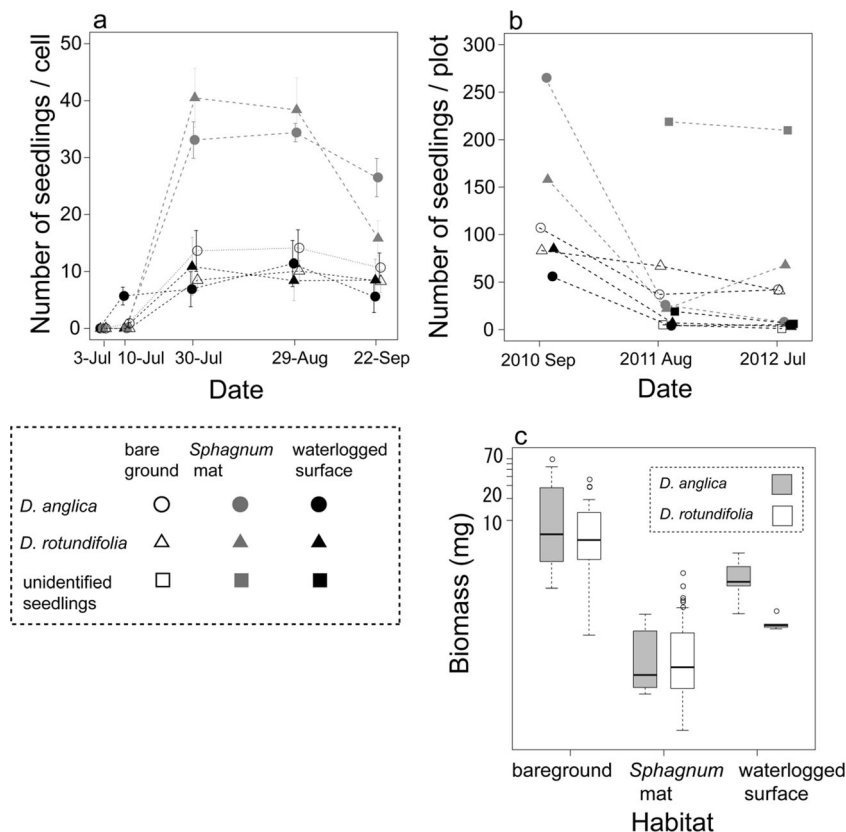 a
50
40
30
20
10
0
Number of seedlings / cell
3-Jul 10-Jul 30-Jul 29-Aug 22-Sep
Date
b
300
250
200
150
100
50
0
Number of seedlings / plot
2010 Sep 2011 Aug 2012 Jul
Date
bare ground Sphagnum mat waterlogged surface
D. anglica
D. rotundifolia
unidentified seedlings
c
70
20
10
Biomass (mg)
D. anglica
D. rotundifolia
bareground Sphagnum mat waterlogged surface
Habitat